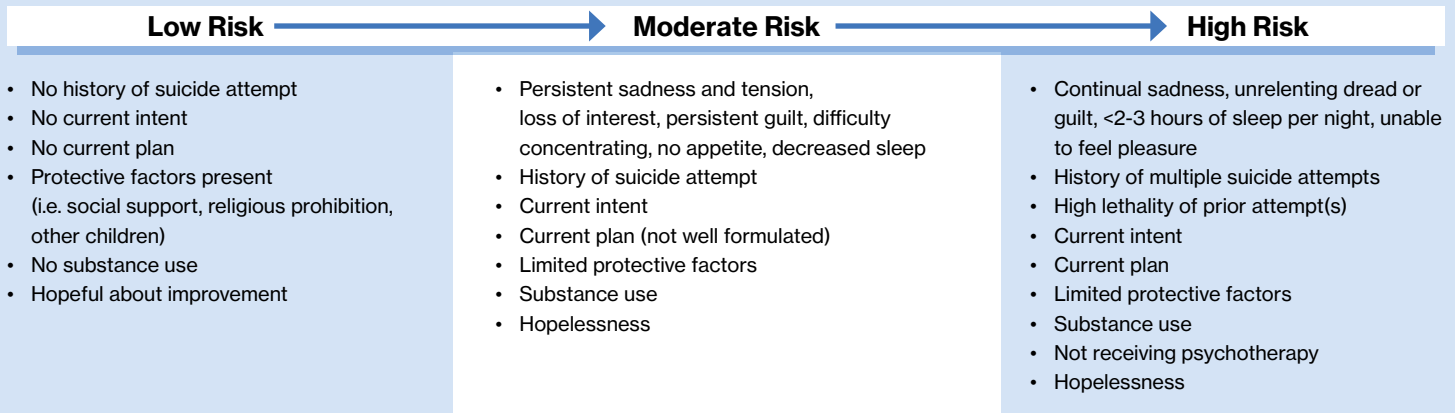 Low Risk
Moderate Risk
High Risk
• No history of suicide attempt
• No current intent
• No current plan
• Protective factors present
(i.e. social support, religious prohibition,
other children)
• No substance use
• Hopeful about improvement
• Persistent sadness and tension,
loss of interest, persistent guilt, difficulty
concentrating, no appetite, decreased sleep
• History of suicide attempt
• Current intent
• Current plan (not well formulated)
• Limited protective factors
• Substance use
• Hopelessness
• Continual sadness, unrelenting dread or
guilt, <2-3 hours of sleep per night, unable
to feel pleasure
• History of multiple suicide attempts
• High lethality of prior attempt(s)
• Current intent
• Current plan
• Limited protective factors
• Substance use
• Not receiving psychotherapy
• Hopelessness